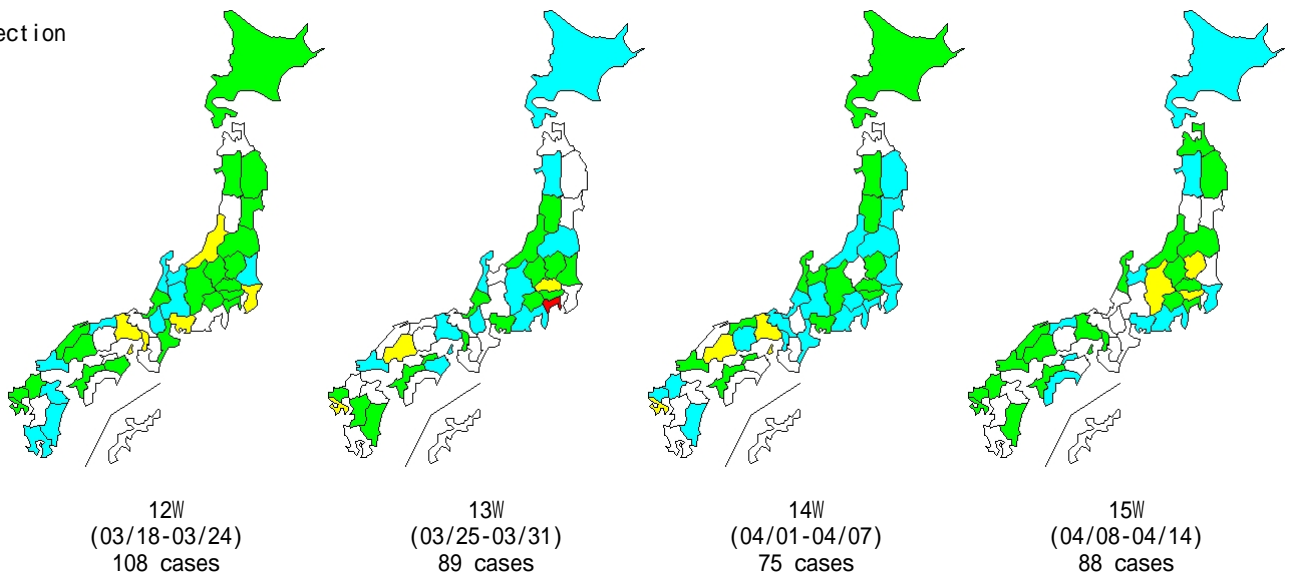 ection
12W
(03/18-03/24)
108 cases
13W
(03/25-03/31)
89 cases
14W
(04/01-04/07)
75 cases
15W
(04/08-04/14)
88 cases